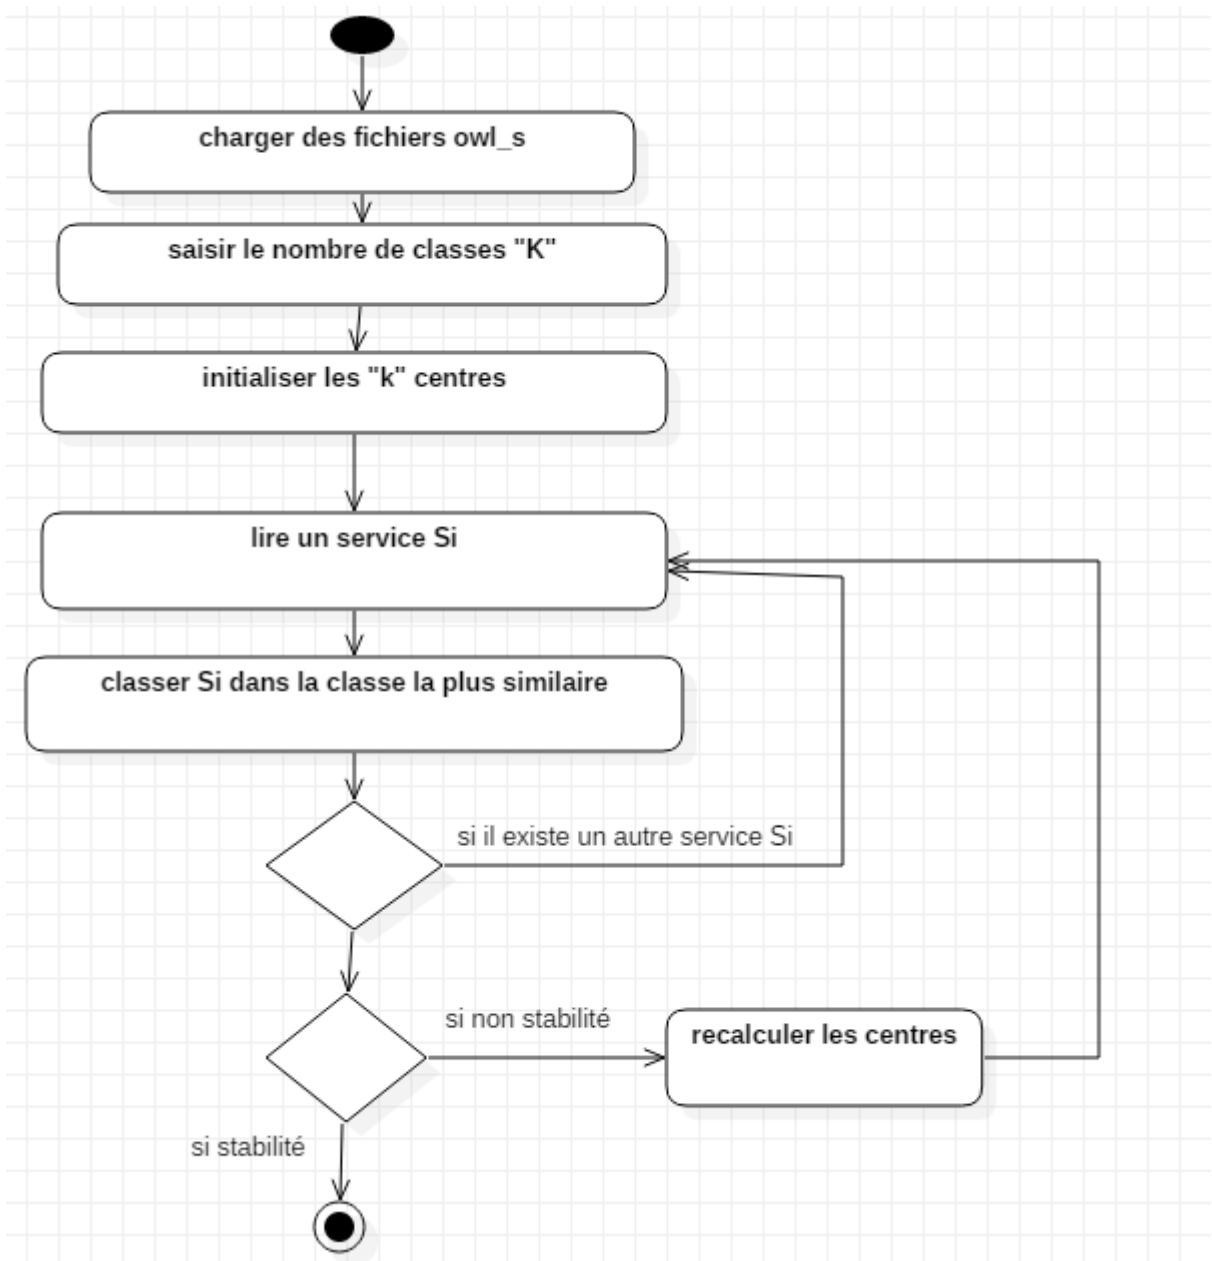 charger des fichiers owl_s
saisir le nombre de classes "K"
initialiser les "k" centres
lire un service Si
classer Si dans la classe la plus similaire
si il existe un autre service Si
si non stabilité
recalculer les centres
si stabilité